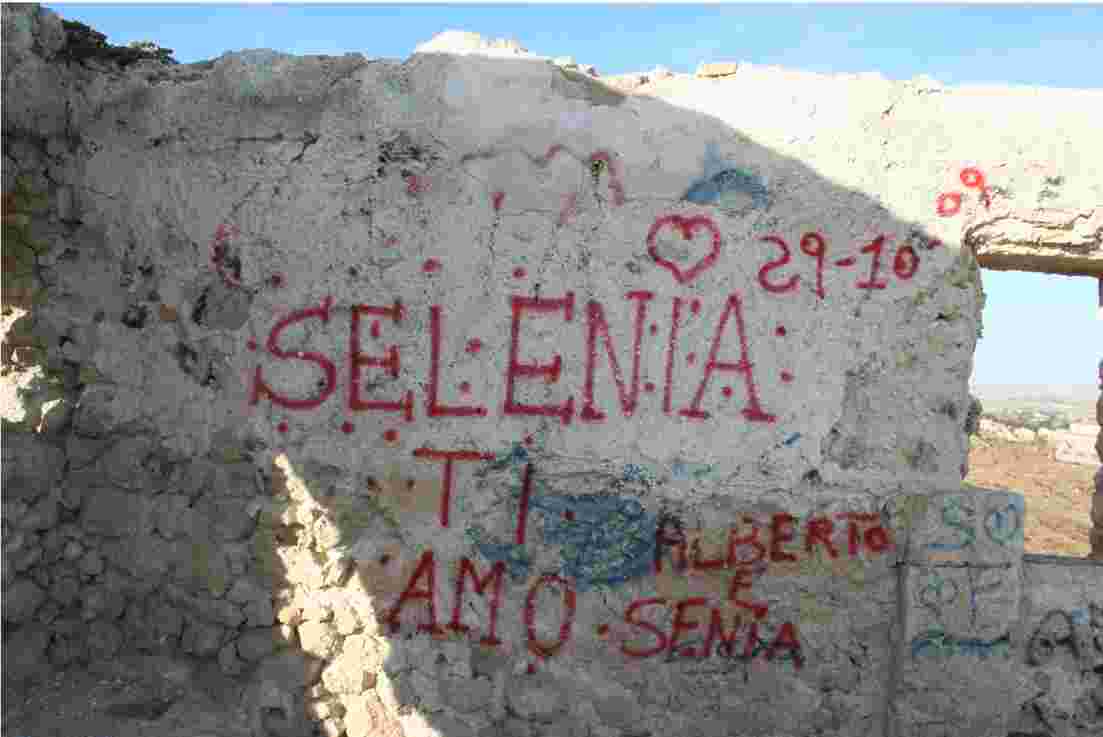 29-10
SELENIA
TI
AMO
ALBERTO
E
SENIA